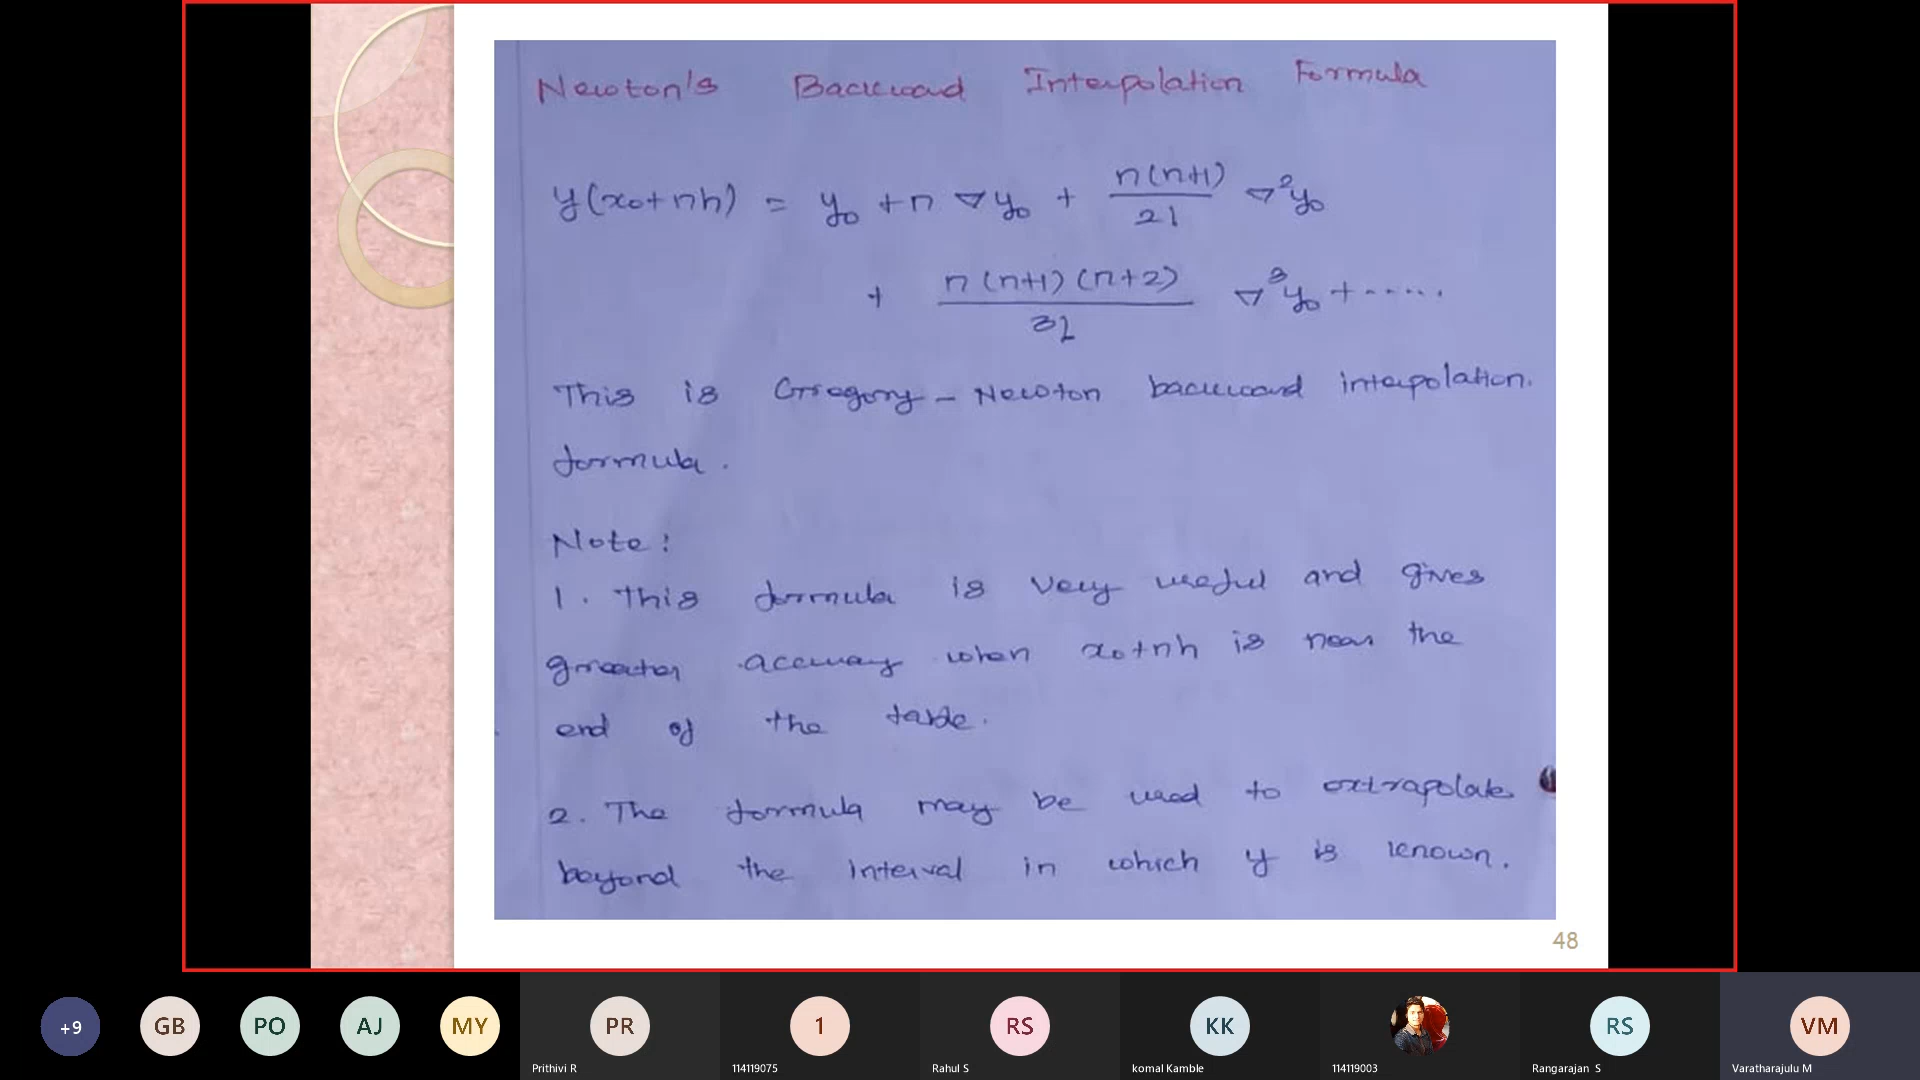 Newton's Backward Interpolation Formula
y(x₀+nh) = y₀ + n ∇y₀ + n(n+1)/2! ∇²y₀
+ n(n+1)(n+2)/3! ∇³y₀ + .....
This is Gregory - Newton backward interpolation.
formula.
Note:
1. This formula is very useful and gives
greater accuracy when x₀+nh is near the
end of the table.
2. The formula may be used to extrapolate
beyond the interval in which y is known.
48
+9
GB
PO
AJ
MY
PR
1
RS
KK
RS
VM
Prithivi R
114119075
Rahul S
komal Kamble
114119003
Rangarajan S
Varatharajulu M